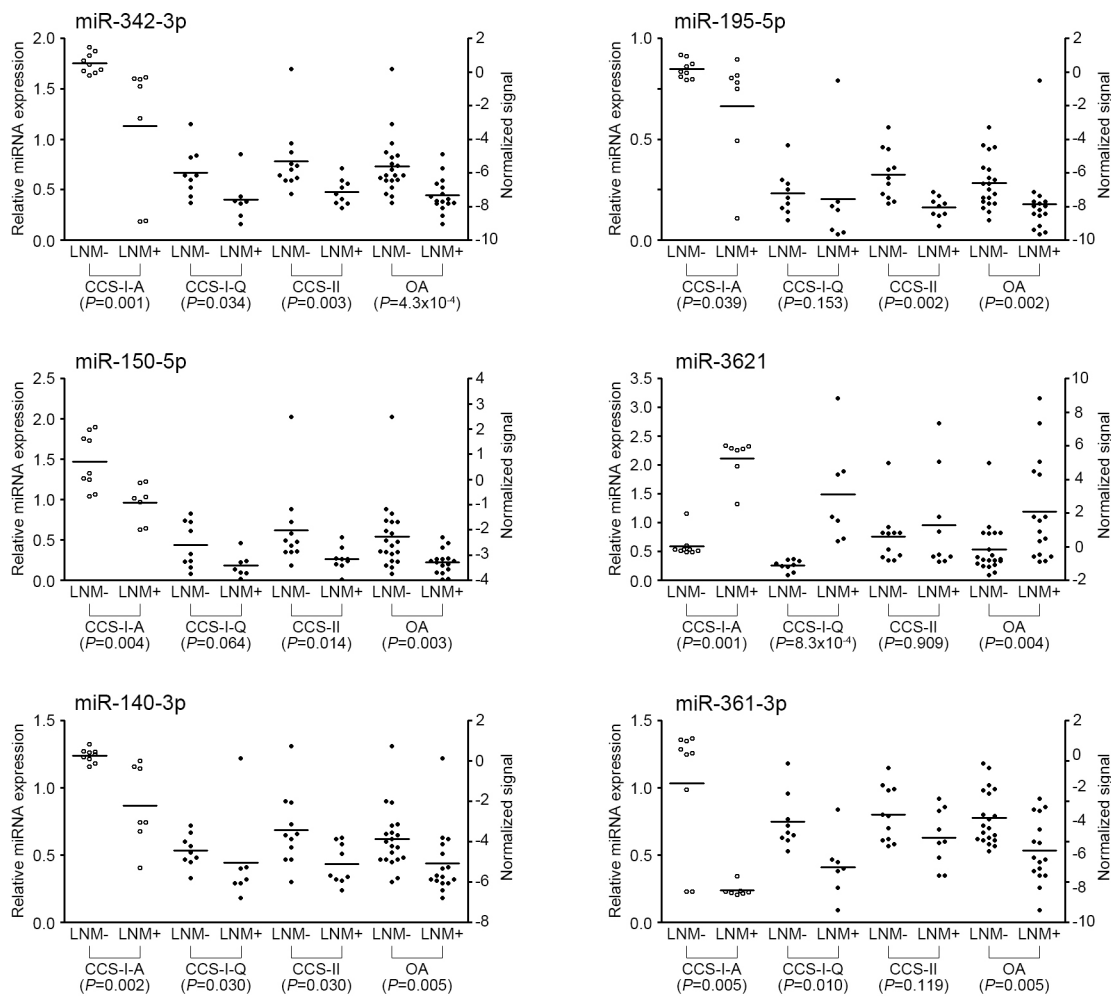 miR-342-3p
Relative miRNA expression
2.0
1.5
1.0
0.5
0.0
2
0
-2
-4
-6
-8
-10
Normalized signal
LNM- LNM+ LNM- LNM+ LNM- LNM+ LNM- LNM+
CCS-I-A CCS-I-Q CCS-II OA
(P=0.001) (P=0.034) (P=0.003) (P=4.3x10⁻⁴)
miR-195-5p
Relative miRNA expression
1.0
0.5
0.0
2
0
-2
-4
-6
-8
-10
Normalized signal
LNM- LNM+ LNM- LNM+ LNM- LNM+ LNM- LNM+
CCS-I-A CCS-I-Q CCS-II OA
(P=0.039) (P=0.153) (P=0.002) (P=0.002)
miR-150-5p
Relative miRNA expression
2.5
2.0
1.5
1.0
0.5
0.0
4
3
2
1
0
-1
-2
-3
-4
Normalized signal
LNM- LNM+ LNM- LNM+ LNM- LNM+ LNM- LNM+
CCS-I-A CCS-I-Q CCS-II OA
(P=0.004) (P=0.064) (P=0.014) (P=0.003)
miR-3621
Relative miRNA expression
3.5
2.5
2.0
1.5
1.0
0.5
0.0
10
8
6
4
2
0
-2
Normalized signal
LNM- LNM+ LNM- LNM+ LNM- LNM+ LNM- LNM+
CCS-I-A CCS-I-Q CCS-II OA
(P=0.001) (P=8.3x10⁻⁴) (P=0.909) (P=0.004)
miR-140-3p
Relative miRNA expression
1.5
1.0
0.5
0.0
2
0
-2
-4
-6
-8
Normalized signal
LNM- LNM+ LNM- LNM+ LNM- LNM+ LNM- LNM+
CCS-I-A CCS-I-Q CCS-II OA
(P=0.002) (P=0.030) (P=0.030) (P=0.005)
miR-361-3p
Relative miRNA expression
1.5
1.0
0.5
0.0
2
0
-2
-4
-6
-8
-10
Normalized signal
LNM- LNM+ LNM- LNM+ LNM- LNM+ LNM- LNM+
CCS-I-A CCS-I-Q CCS-II OA
(P=0.005) (P=0.010) (P=0.119) (P=0.005)